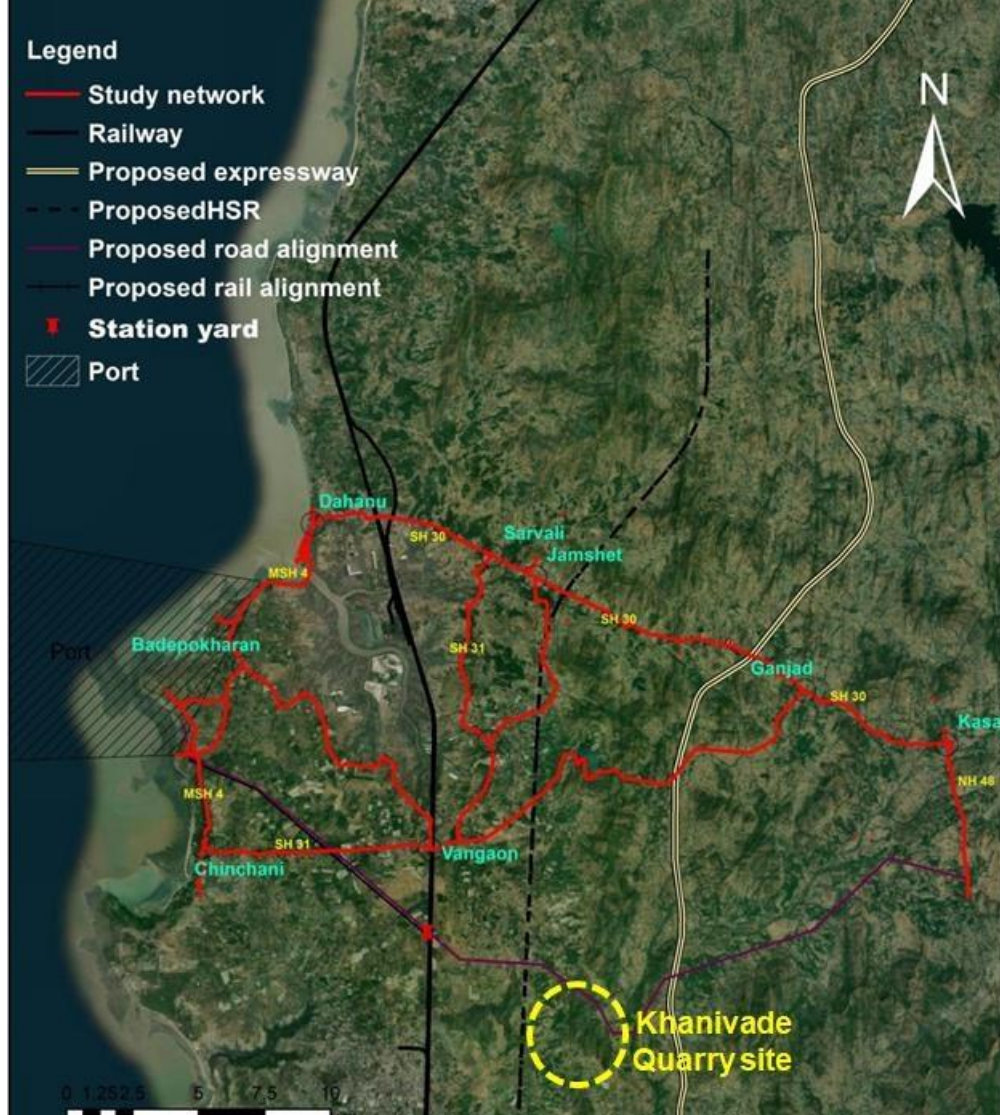 Legend
Study network
Railway
Proposed expressway
ProposedHSR
Proposed road alignment
Proposed rail alignment
Station yard
Port
N
Dahanu
SH 30
Sarvali
Jamshet
MSH 4
SH 30
Badepokharan
SH 31
Port
Ganjad
SH 30
Kasa
NH 48
MSH 4
SH 31
Vangaon
Chinchani
Khanivade
Quarry site
0 1.252.5 5 7.5 10